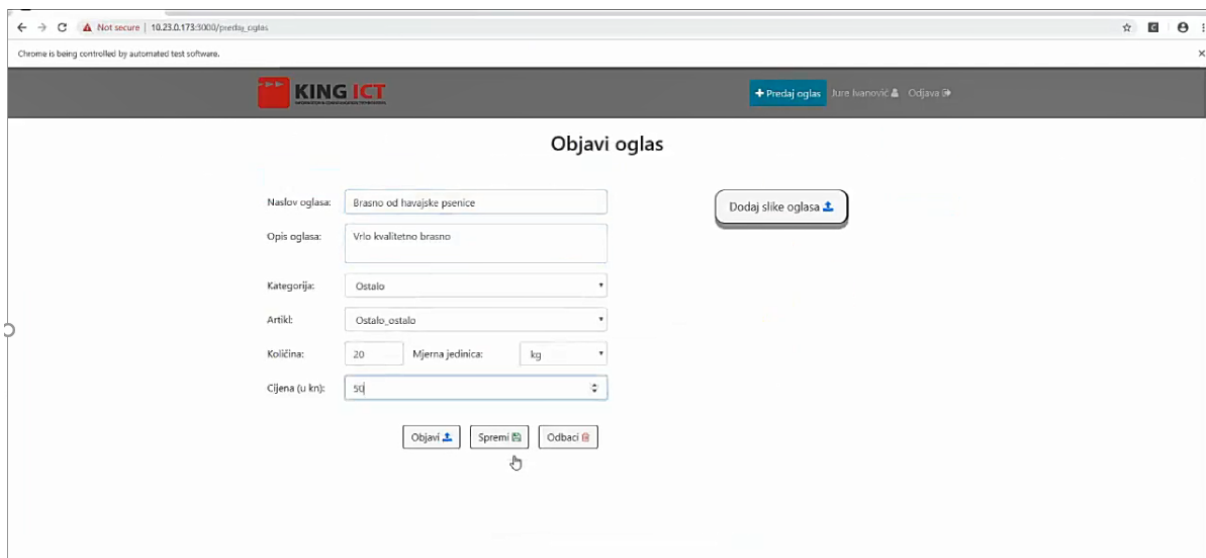 Not secure | 10.23.0.173:3000/predaj_oglas
Chrome is being controlled by automated test software.
KING ICT
Predaj oglas Jure Ivanović Odjava
Objavi oglas
Naslov oglasa: Brasno od havajske psenice
Dodaj slike oglasa
Opis oglasa: Vrlo kvalitetno brasno
Kategorija: Ostalo
Artikl: Ostalo_ostalo
Količina: 20 Mjerna jedinica: kg
Cijena (u kn): 50
Objavi Spremi Odbaci